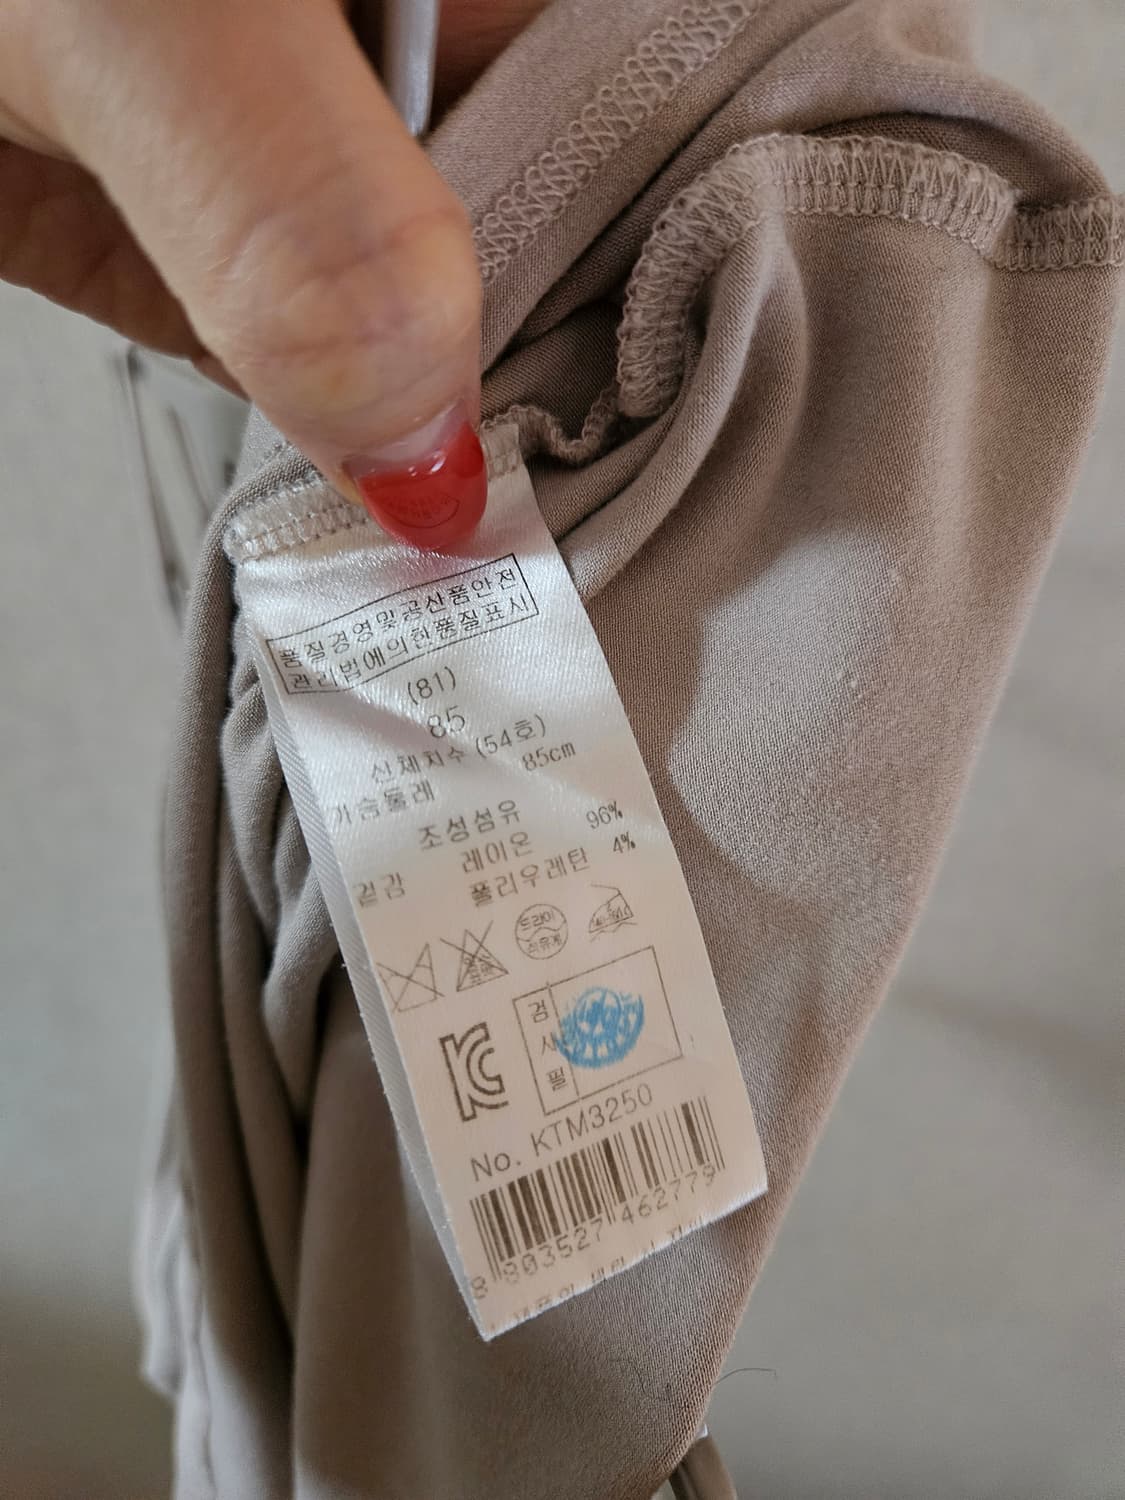 품질경영및공산품안전
관리법에의한품질표시
(81)
85
신체치수 (54호)
가슴둘레 85cm
조성섬유
겉감 레이온 96%
폴리우레탄 4%
드라이
석유계
검
사
필
No. KTM3250
8 803527 462779